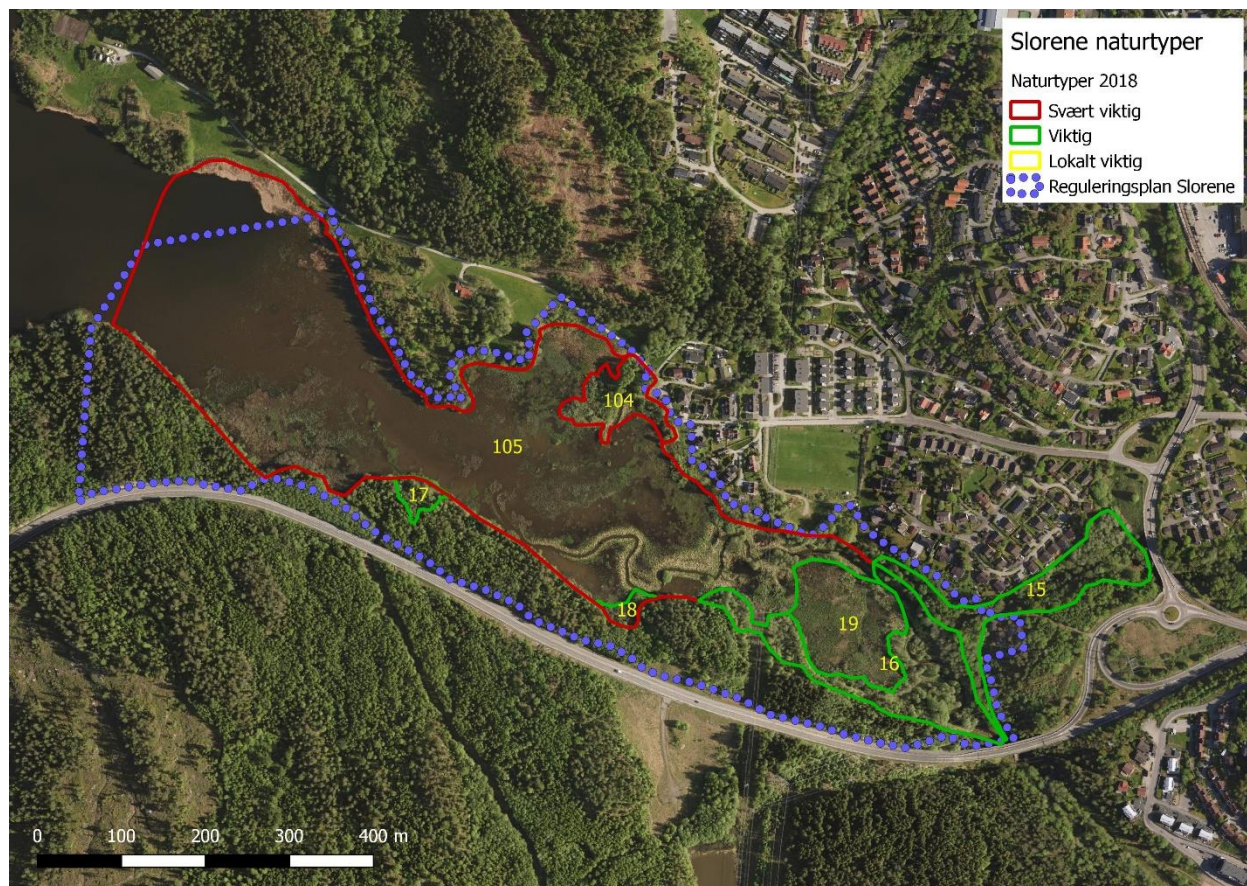 Slorene naturtyper
Naturtyper 2018
Svært viktig
Viktig
Lokalt viktig
Reguleringsplan Slorene
104
105
17
15
18
19
16
0 100 200 300 400 m